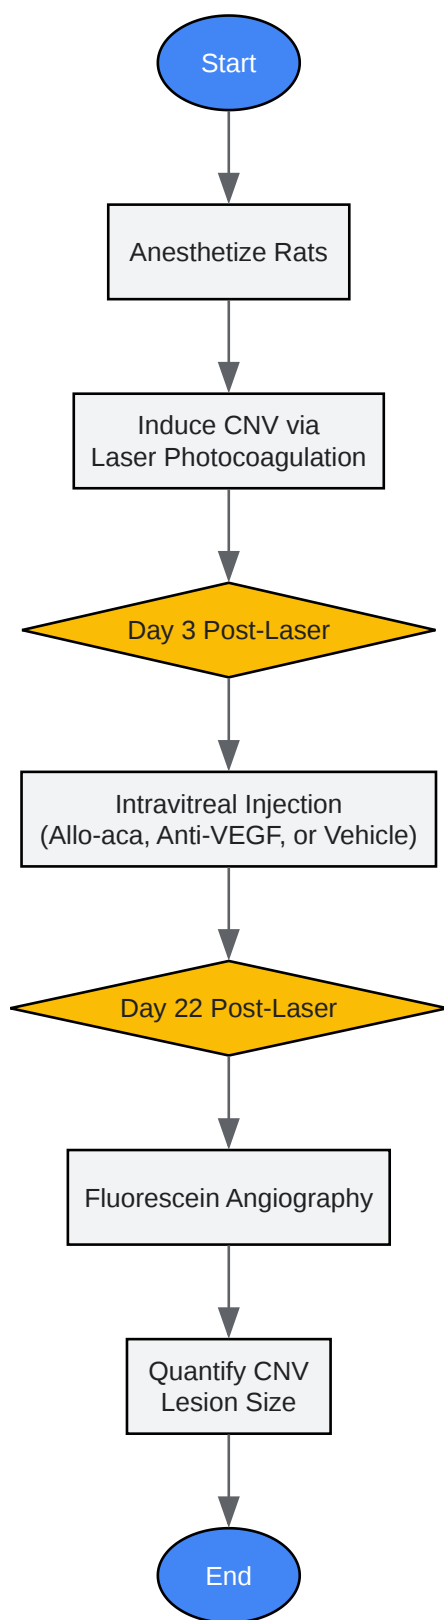 Start
Anesthetize Rats
Induce CNV via
Laser Photocoagulation
Day 3 Post-Laser
Intravitreal Injection
(Allo-aca, Anti-VEGF, or Vehicle)
Day 22 Post-Laser
Fluorescein Angiography
Quantify CNV
Lesion Size
End